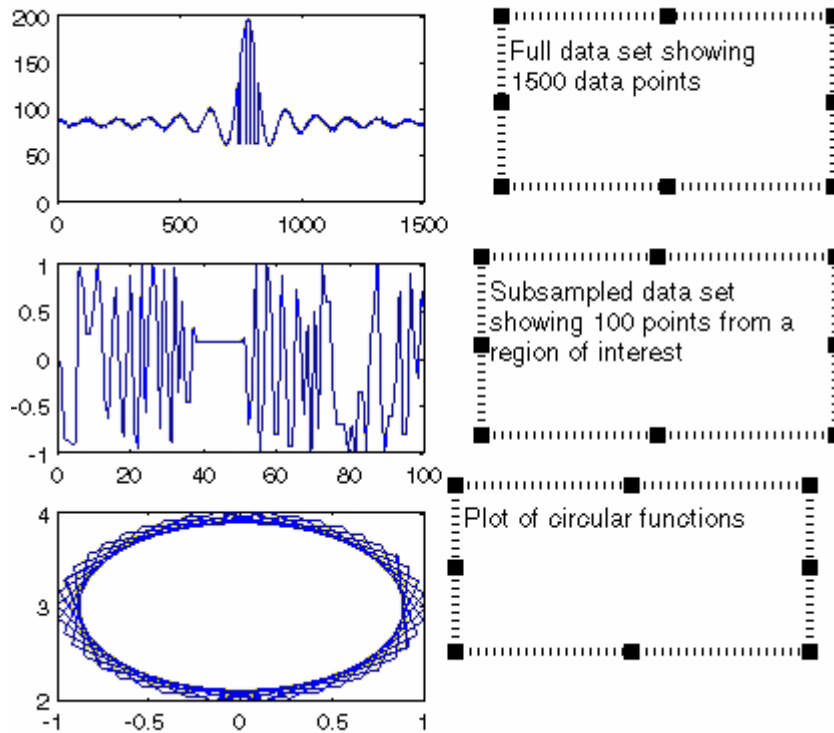 200
150
100
50
0
0 500 1000 1500
Full data set showing
1500 data points
1
0.5
0
-0.5
-1
0 20 40 60 80 100
Subsampled data set
showing 100 points from a
region of interest
4
3
2
-1 -0.5 0 0.5 1
Plot of circular functions